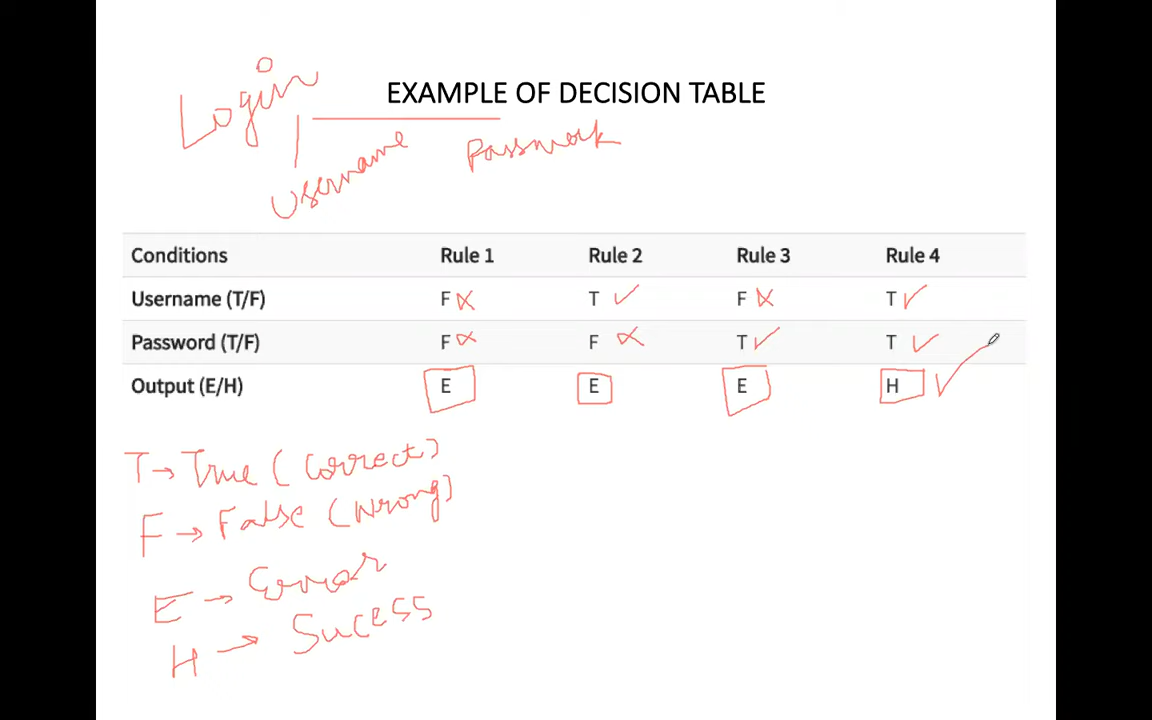 Login
EXAMPLE OF DECISION TABLE
Username
Conditions Rule 1 Rule 2 Rule 3 Rule 4
Username (T/F) F T F T
Password (T/F) F F T T
Output (E/H) E E E H
T → True (Correct)
F → False (Wrong)
E → Error
H → Sucess